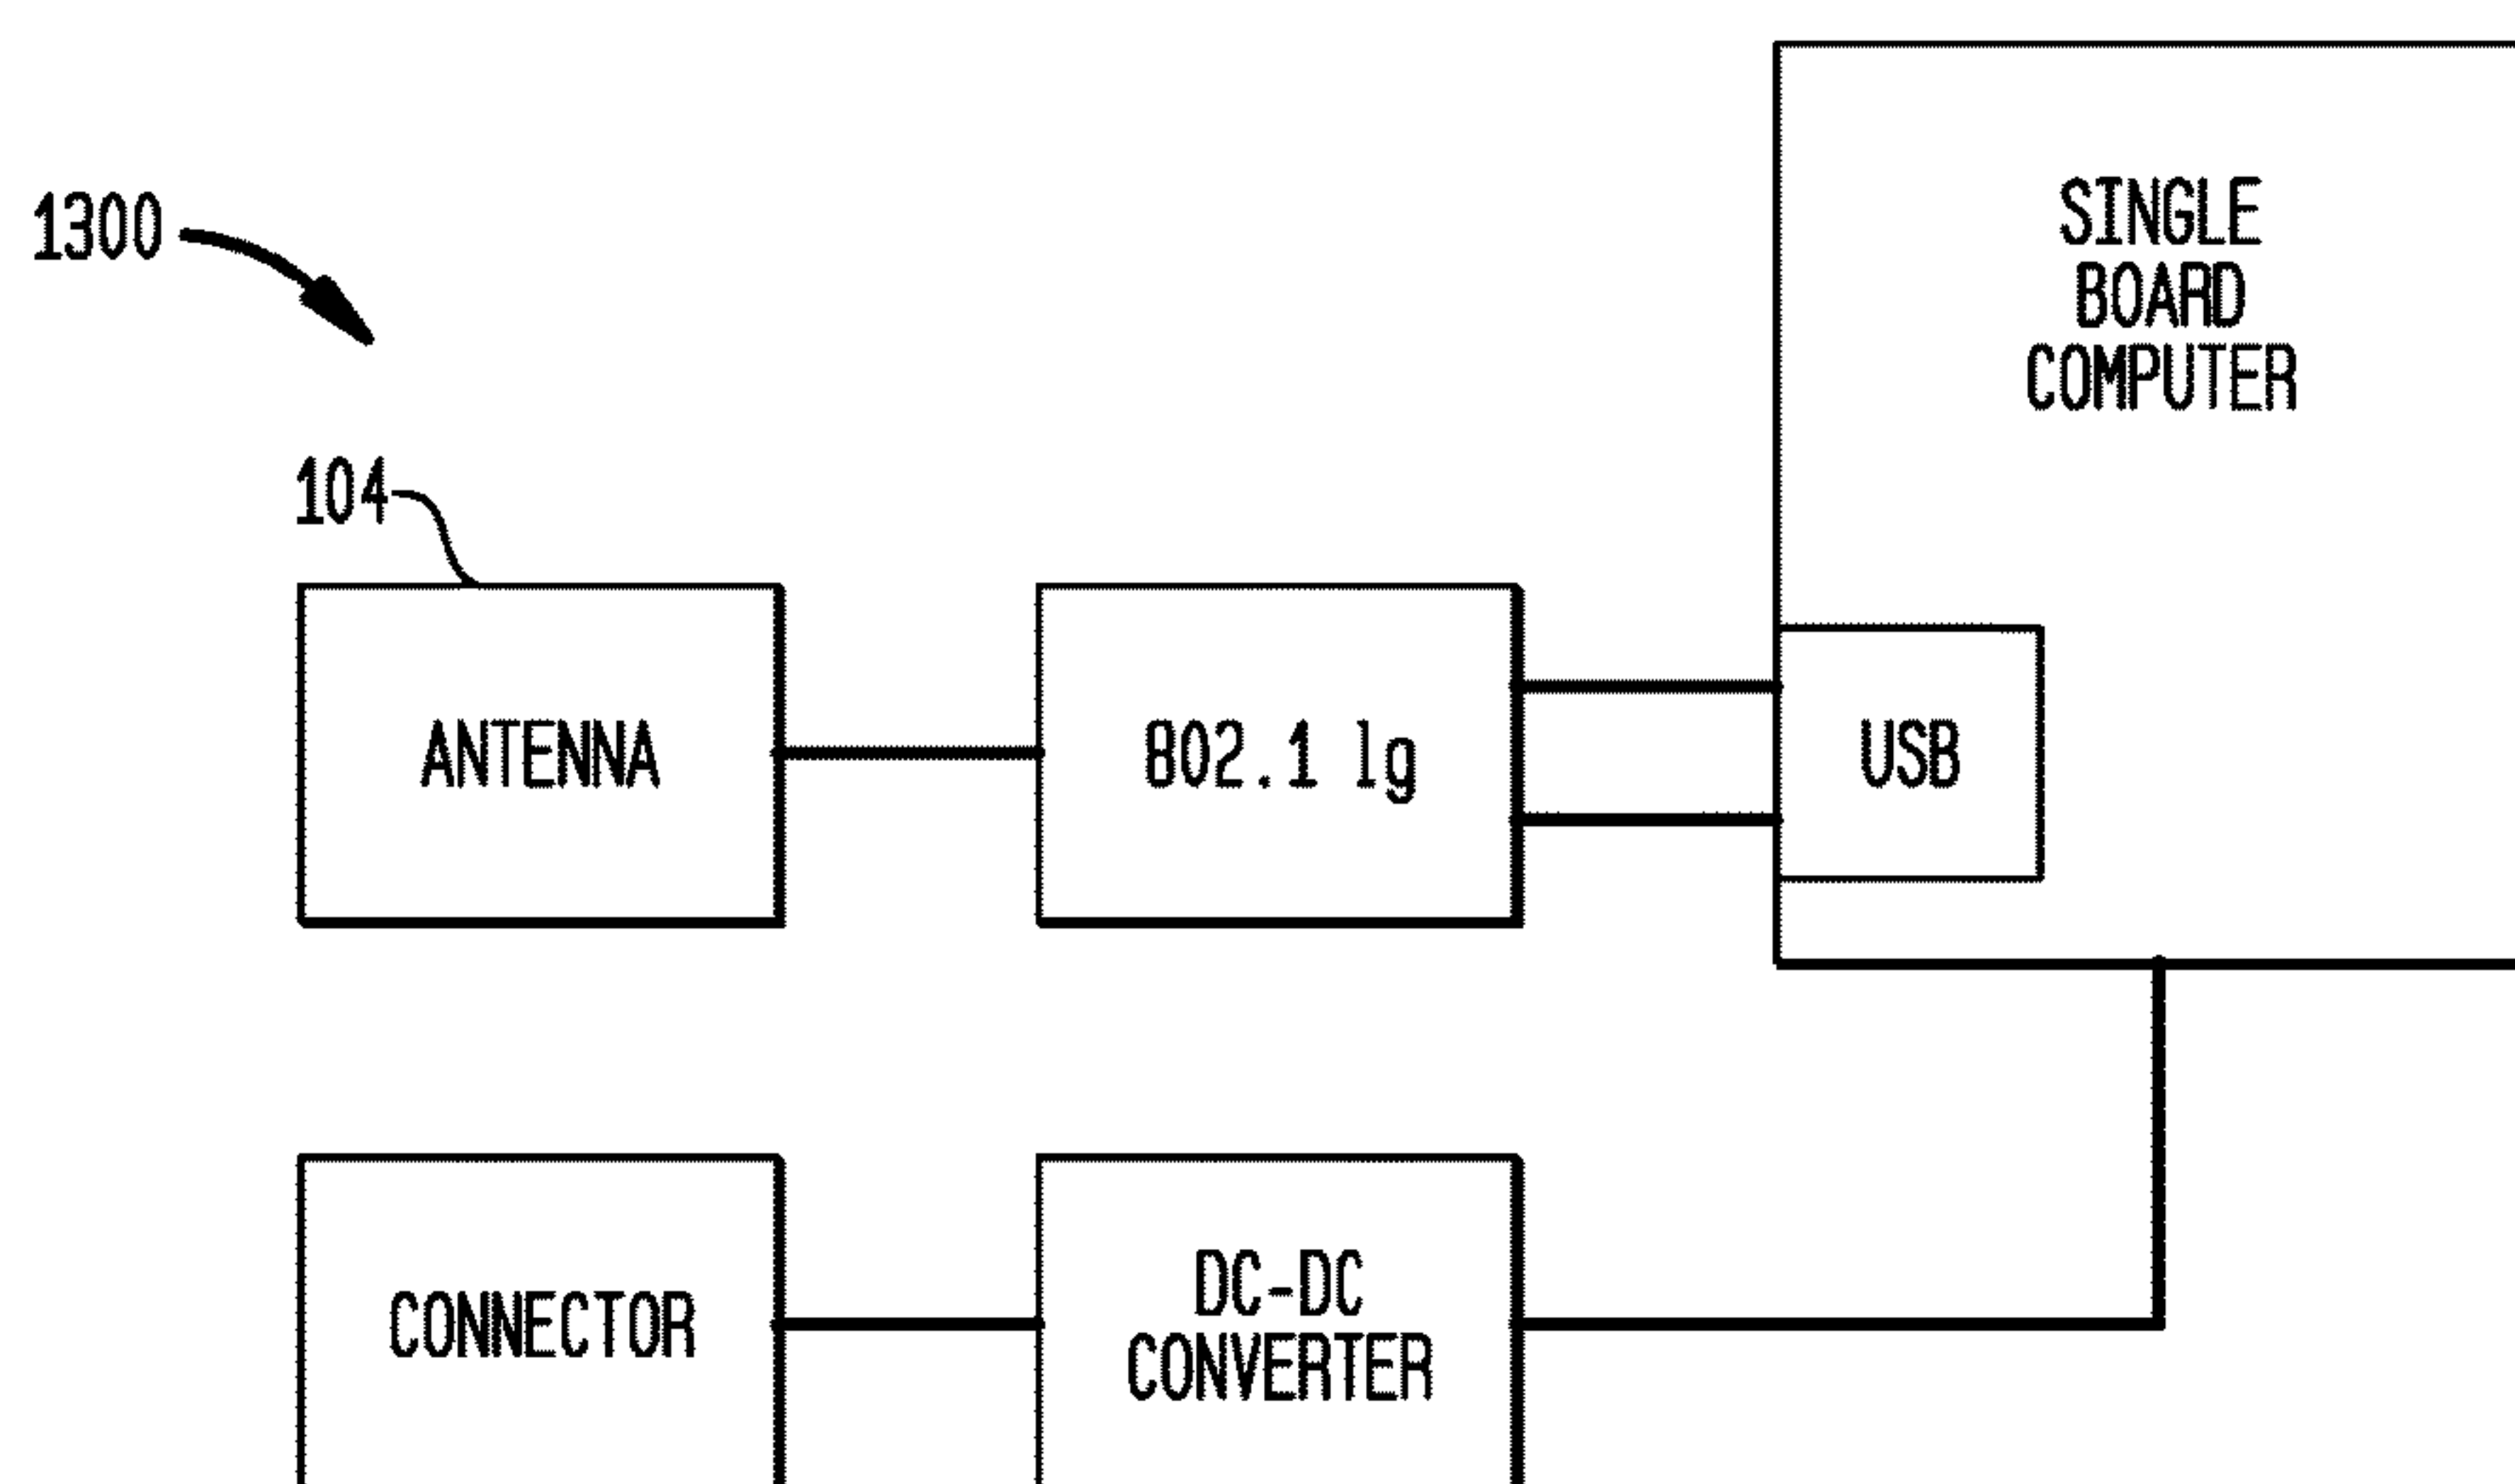 1300
SINGLE
BOARD
COMPUTER
104
ANTENNA
802.1 lg
USB
CONNECTOR
DC-DC
CONVERTER